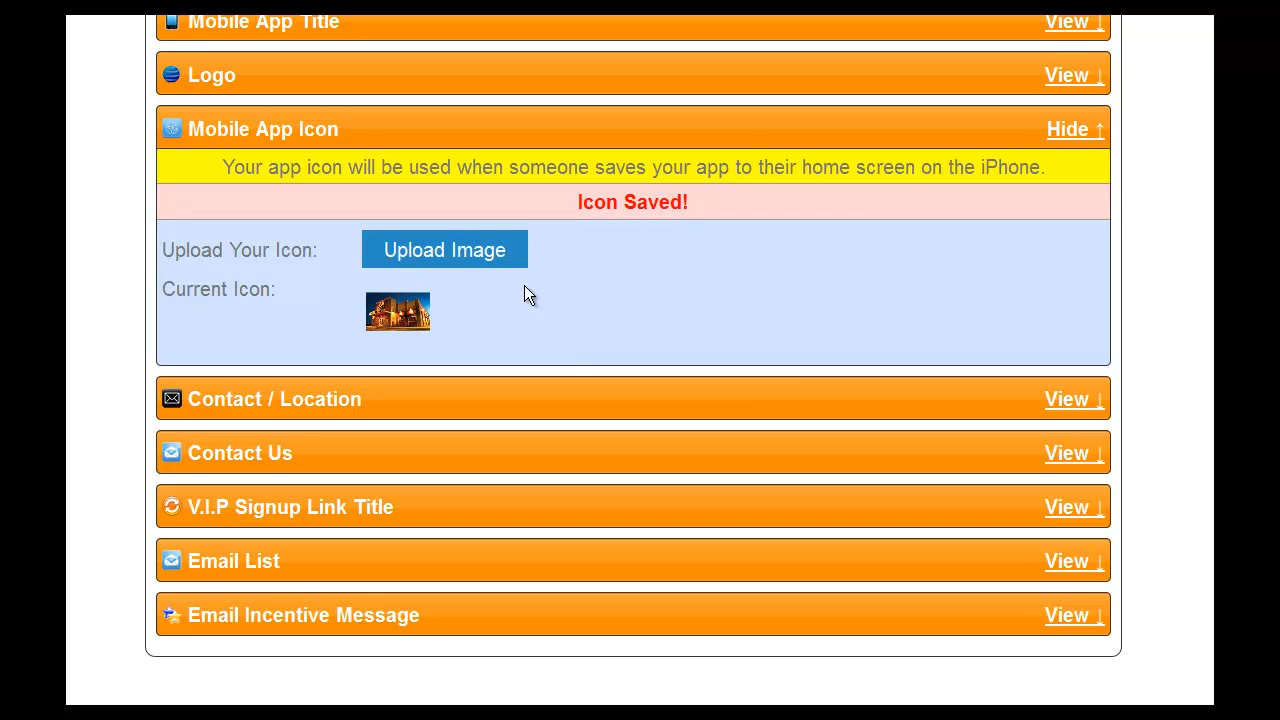 Mobile App Title View ↓
Logo View ↓
Mobile App Icon Hide ↑
Your app icon will be used when someone saves your app to their home screen on the iPhone.
Icon Saved!
Upload Your Icon: Upload Image
Current Icon:
Contact / Location View ↓
Contact Us View ↓
V.I.P Signup Link Title View ↓
Email List View ↓
Email Incentive Message View ↓